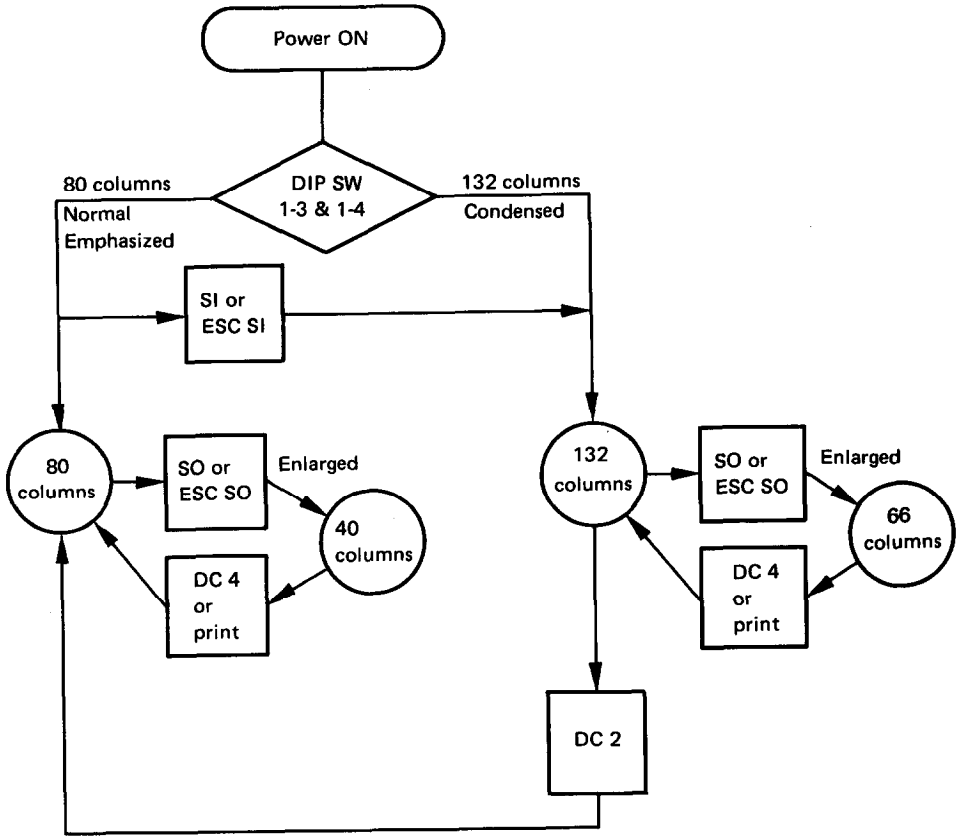 Power ON
DIP SW
1-3 & 1-4
80 columns
Normal
Emphasized
132 columns
Condensed
SI or
ESC SI
80
columns
SO or
ESC SO
Enlarged
40
columns
DC 4
or
print
132
columns
SO or
ESC SO
Enlarged
66
columns
DC 4
or
print
DC 2